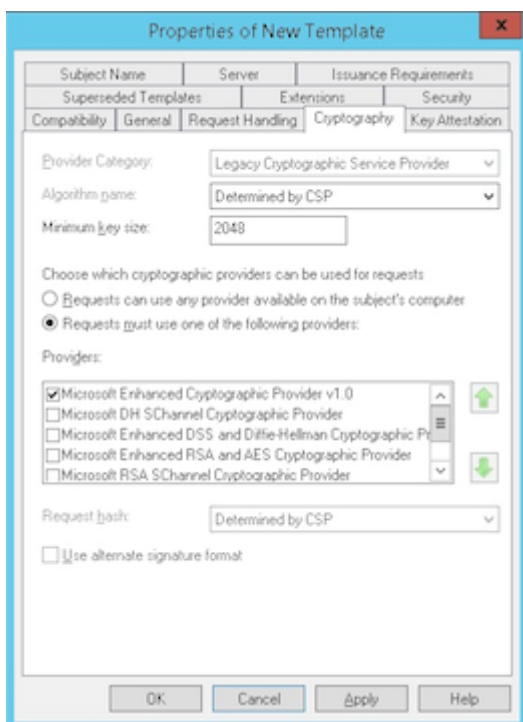 Properties of New Template
x
Subject Name Server Issuance Requirements
Superseded Templates Extensions Security
Compatibility General Request Handling Cryptography Key Attestation
Provider Category: Legacy Cryptographic Service Provider
Algorithm name: Determined by CSP
Minimum key size: 2048
Choose which cryptographic providers can be used for requests
Requests can use any provider available on the subject's computer
Requests must use one of the following providers:
Providers:
Microsoft Enhanced Cryptographic Provider v1.0
Microsoft DH SChannel Cryptographic Provider
Microsoft Enhanced DSS and Diffie-Hellman Cryptographic Pr
Microsoft Enhanced RSA and AES Cryptographic Provider
Microsoft RSA SChannel Cryptographic Provider
Request hash: Determined by CSP
Use alternate signature format
OK Cancel Apply Help